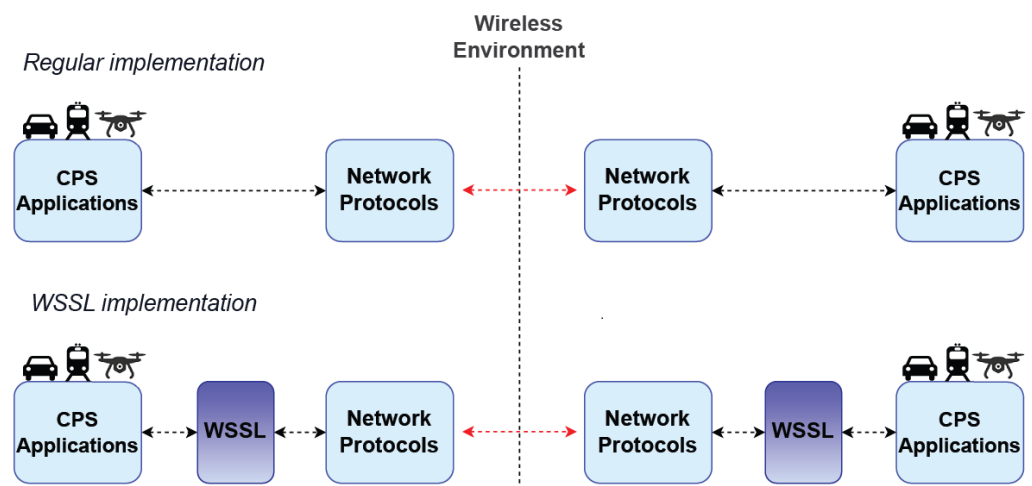 Wireless
Environment
Regular implementation
CPS
Applications
Network
Protocols
Network
Protocols
CPS
Applications
WSSL implementation
CPS
Applications
WSSL
Network
Protocols
Network
Protocols
WSSL
CPS
Applications